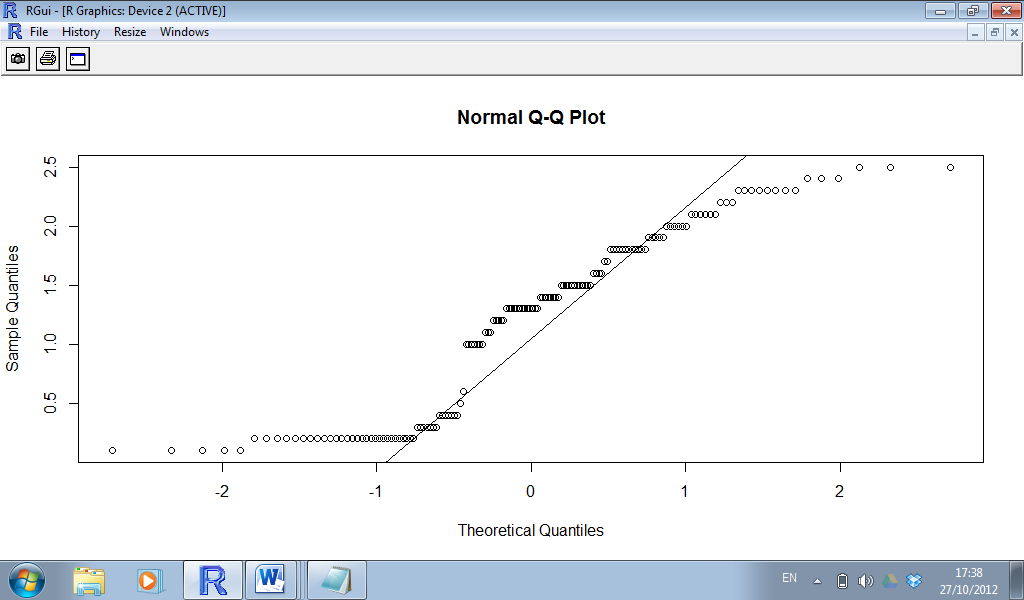 RGui - [R Graphics: Device 2 (ACTIVE)]
File History Resize Windows
Normal Q-Q Plot
Sample Quantiles
2.5
2.0
1.5
1.0
0.5
-2 -1 0 1 2
Theoretical Quantiles
EN
17:38
27/10/2012